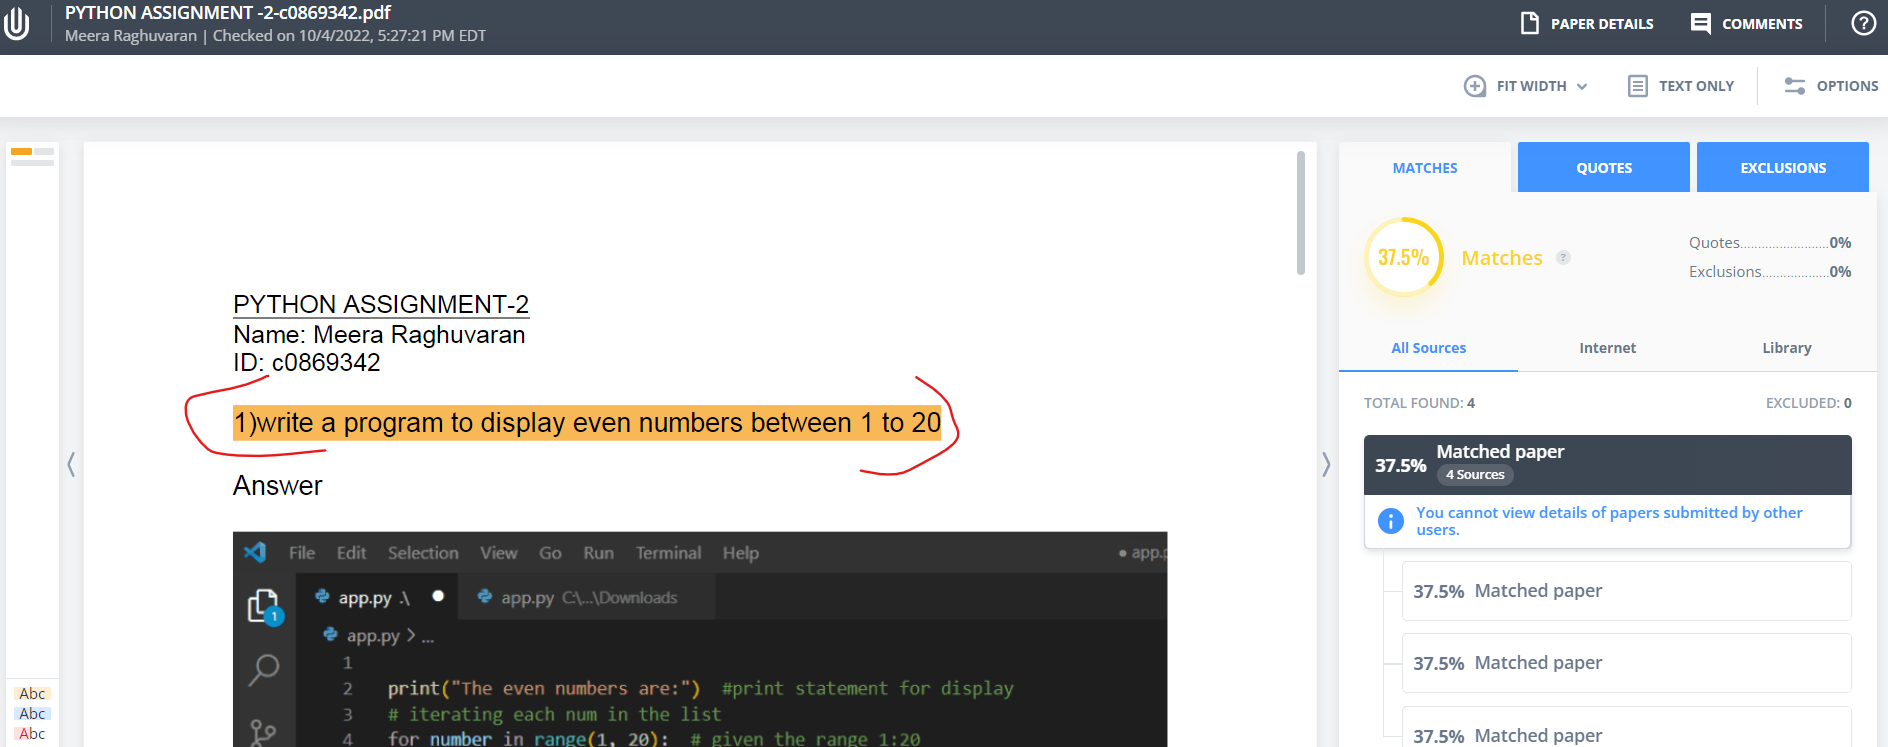 PYTHON ASSIGNMENT -2-c0869342.pdf
Meera Raghuvaran | Checked on 10/4/2022, 5:27:21 PM EDT
PAPER DETAILS
COMMENTS
?
FIT WIDTH
TEXT ONLY
OPTIONS
PYTHON ASSIGNMENT-2
Name: Meera Raghuvaran
ID: c0869342
1)write a program to display even numbers between 1 to 20
Answer
File Edit Selection View Go Run Terminal Help ● app.p
1
app.py .\ ● app.py C:\...\Downloads
app.py > ...
1
2 print("The even numbers are:") #print statement for display
3 # iterating each num in the list
4 for number in range(1, 20): # given the range 1:20
Abc
Abc
Abc
MATCHES QUOTES EXCLUSIONS
37.5% Matches ?
Quotes........................0%
Exclusions...................0%
All Sources Internet Library
TOTAL FOUND: 4 EXCLUDED: 0
37.5% Matched paper
4 Sources
You cannot view details of papers submitted by other
users.
37.5% Matched paper
37.5% Matched paper
37.5% Matched paper